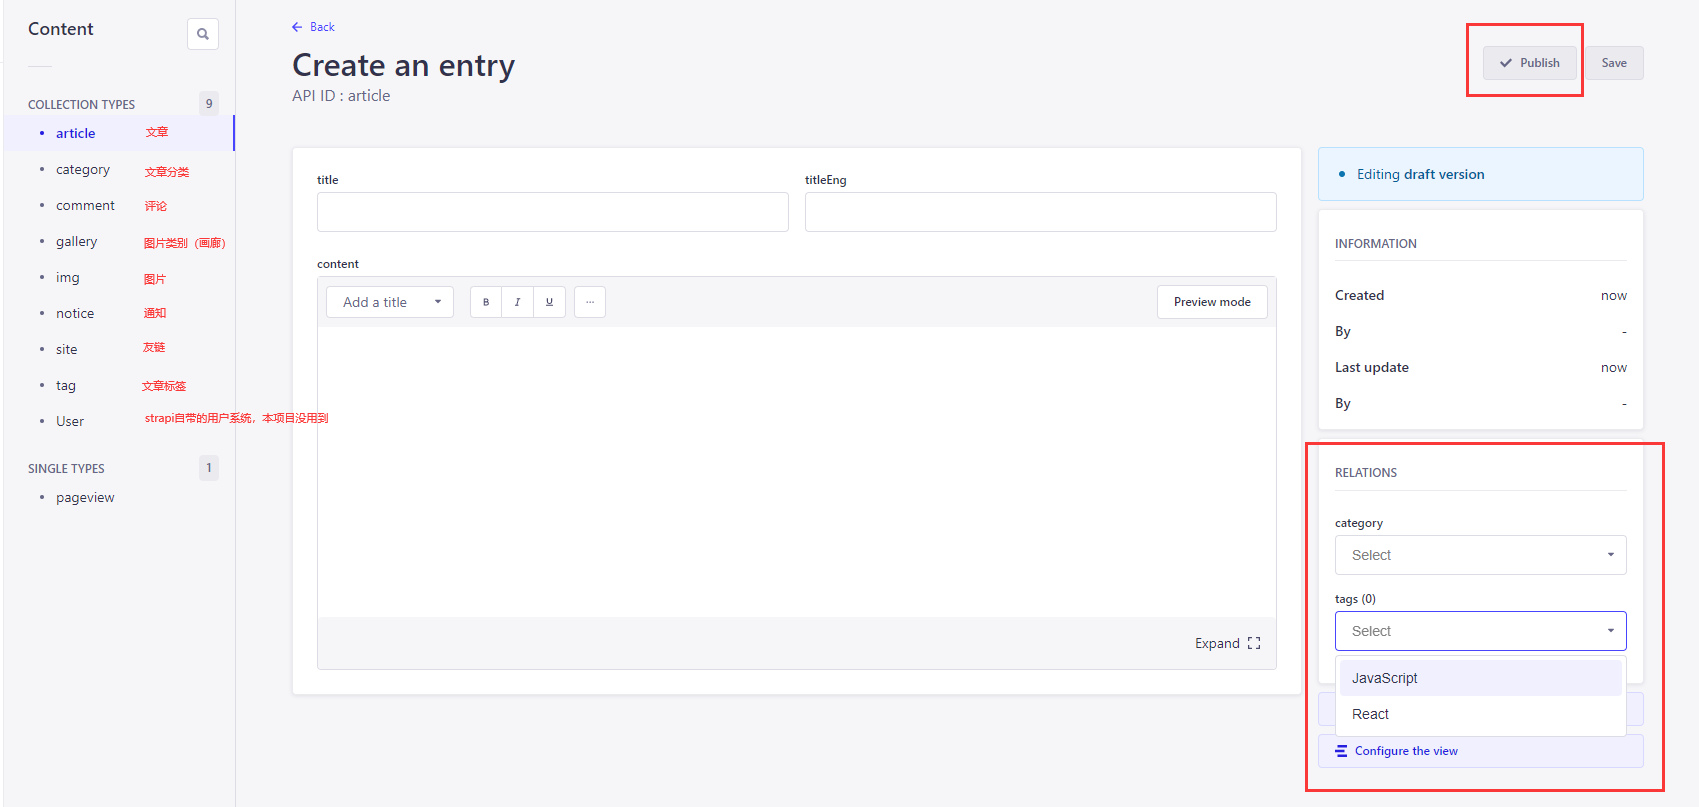 Content
COLLECTION TYPES 9
article 文章
category 文章分类
comment 评论
gallery 图片类别（画廊）
img 图片
notice 通知
site 友链
tag 文章标签
User strapi自带的用户系统，本项目没用到
SINGLE TYPES 1
pageview
Back
Create an entry
API ID : article
Publish
Save
title
titleEng
content
Add a title
B I U ...
Preview mode
Expand
Editing draft version
INFORMATION
Created now
By -
Last update now
By -
RELATIONS
category
Select
tags (0)
Select
JavaScript
React
Configure the view